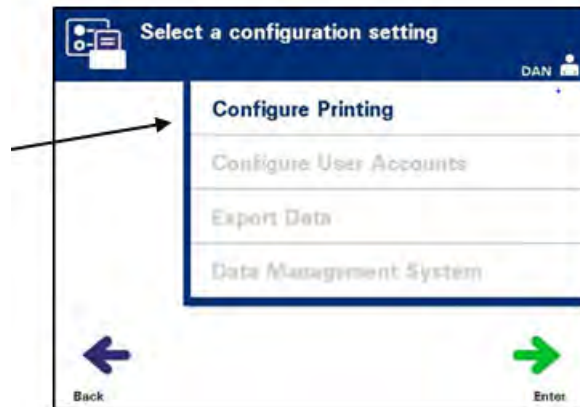 Select a configuration setting
DAN
Configure Printing
Configure User Accounts
Export Data
Data Management System
Back
Enter